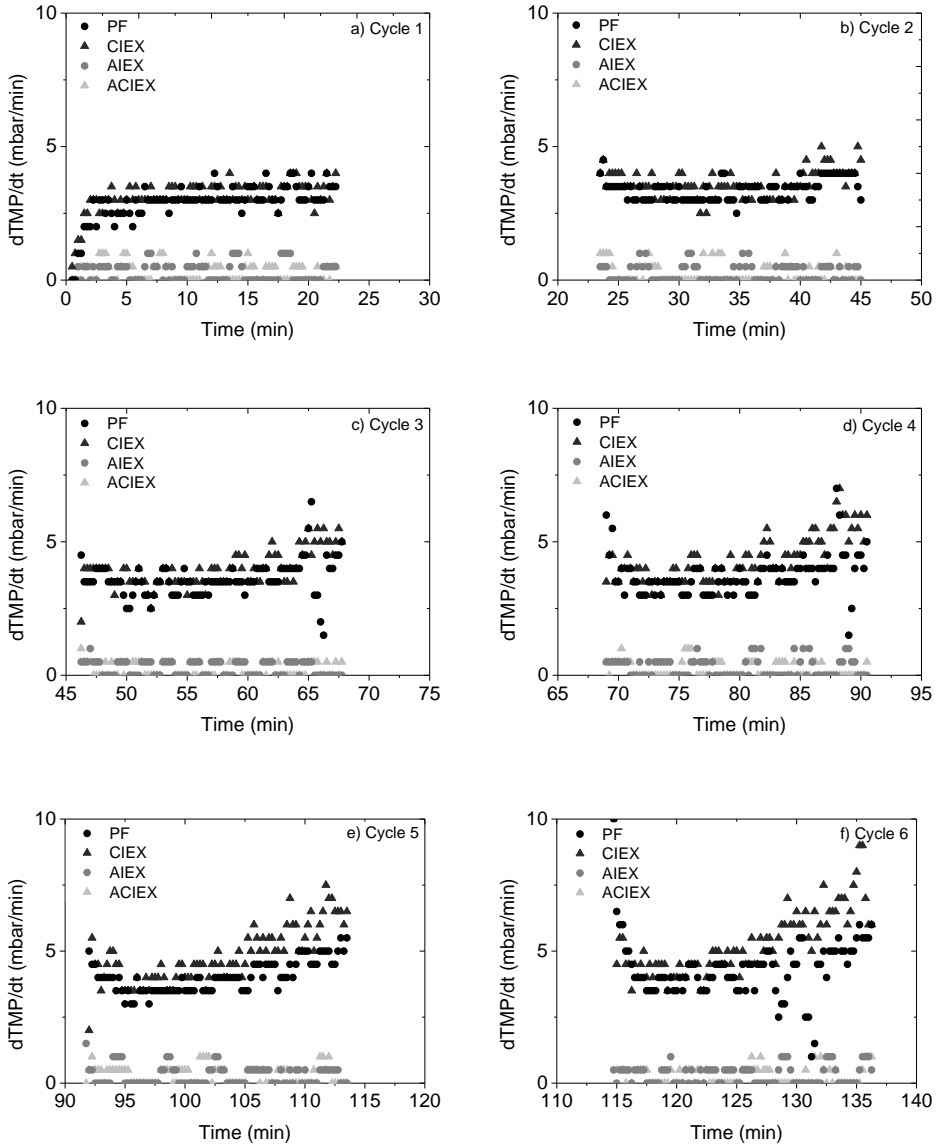 10
PF
a) Cycle 1
CIEX
AIEX
ACIEX
5
0
0 5 10 15 20 25 30
Time (min)
dTMP/dt (mbar/min)
10
PF
b) Cycle 2
CIEX
AIEX
ACIEX
5
0
20 25 30 35 40 45 50
Time (min)
dTMP/dt (mbar/min)
10
PF
c) Cycle 3
CIEX
AIEX
ACIEX
5
0
45 50 55 60 65 70 75
Time (min)
dTMP/dt (mbar/min)
10
PF
d) Cycle 4
CIEX
AIEX
ACIEX
5
0
65 70 75 80 85 90 95
Time (min)
dTMP/dt (mbar/min)
10
PF
e) Cycle 5
CIEX
AIEX
ACIEX
5
0
90 95 100 105 110 115 120
Time (min)
dTMP/dt (mbar/min)
10
PF
f) Cycle 6
CIEX
AIEX
ACIEX
5
0
110 115 120 125 130 135 140
Time (min)
dTMP/dt (mbar/min)